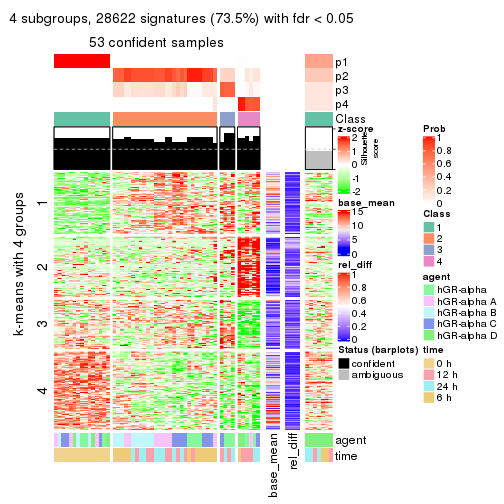 4 subgroups, 28622 signatures (73.5%) with fdr < 0.05
53 confident samples
p1
p2
p3
p4
Class
z-score
2
1
0
-1
-2
Silhouette
score
base_mean
15
10
5
0
rel_diff
1
0.8
0.6
0.4
0.2
0
Status (barplots)
confident
ambiguous
Prob
1
0.8
0.6
0.4
0.2
0
Class
1
2
3
4
agent
hGR-alpha
hGR-alpha A
hGR-alpha B
hGR-alpha C
hGR-alpha D
time
0 h
12 h
24 h
6 h
k-means with 4 groups
1
2
3
4
agent
time
base_mean
rel_diff